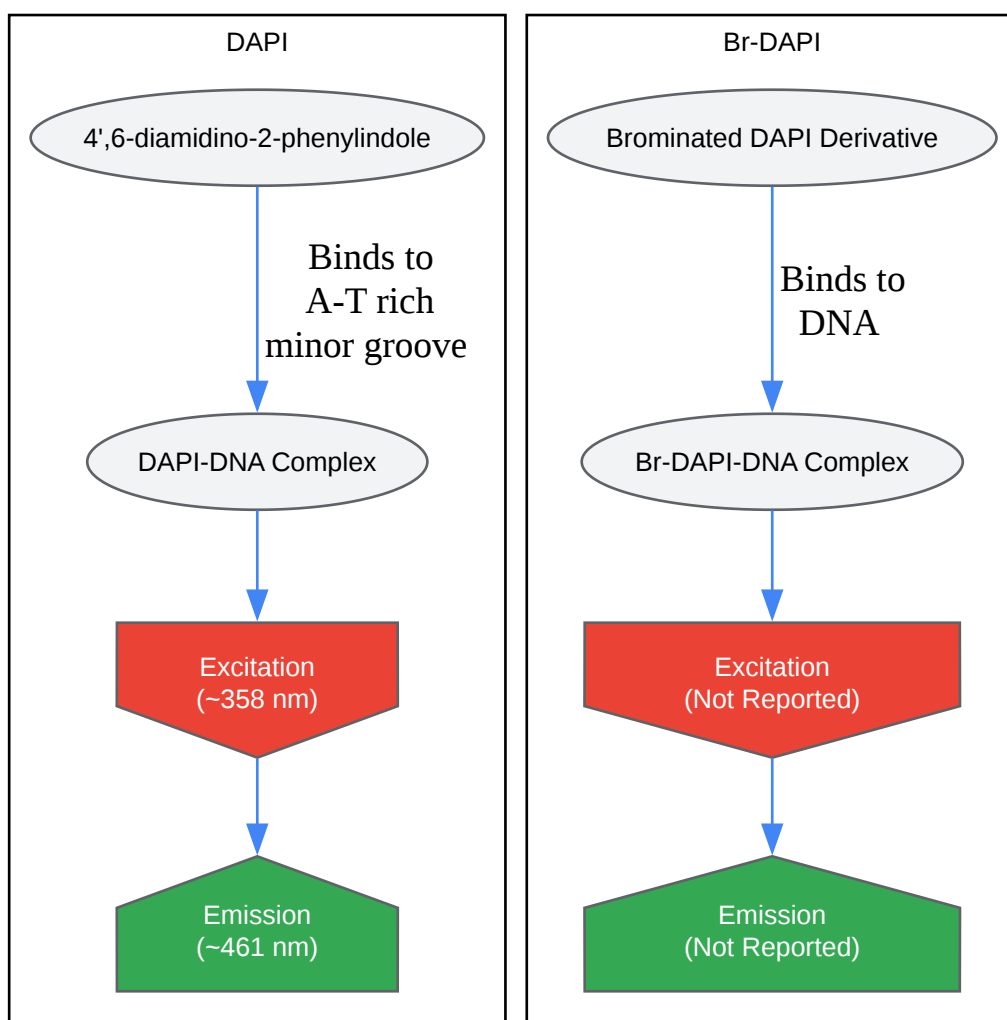 DAPI
4',6-diamidino-2-phenylindole
Binds to
A-T rich
minor groove
DAPI-DNA Complex
Excitation
(~358 nm)
Emission
(~461 nm)
Br-DAPI
Brominated DAPI Derivative
Binds to
DNA
Br-DAPI-DNA Complex
Excitation
(Not Reported)
Emission
(Not Reported)